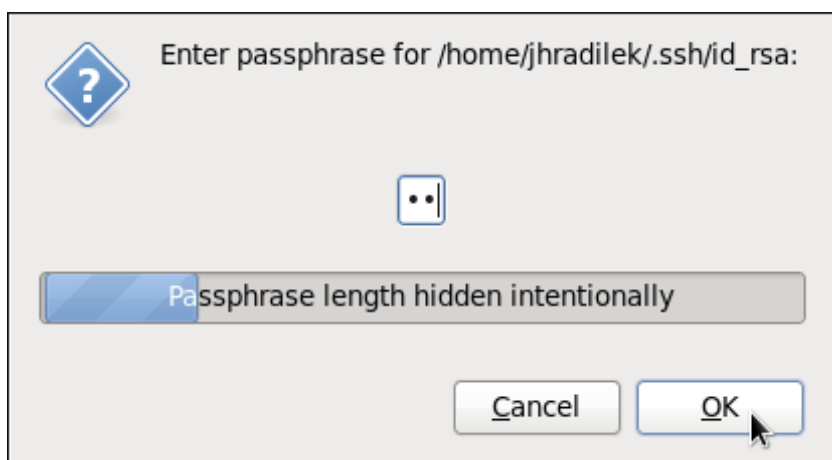 Enter passphrase for /home/jhradilek/.ssh/id_rsa:
••
Passphrase length hidden intentionally
Cancel
OK